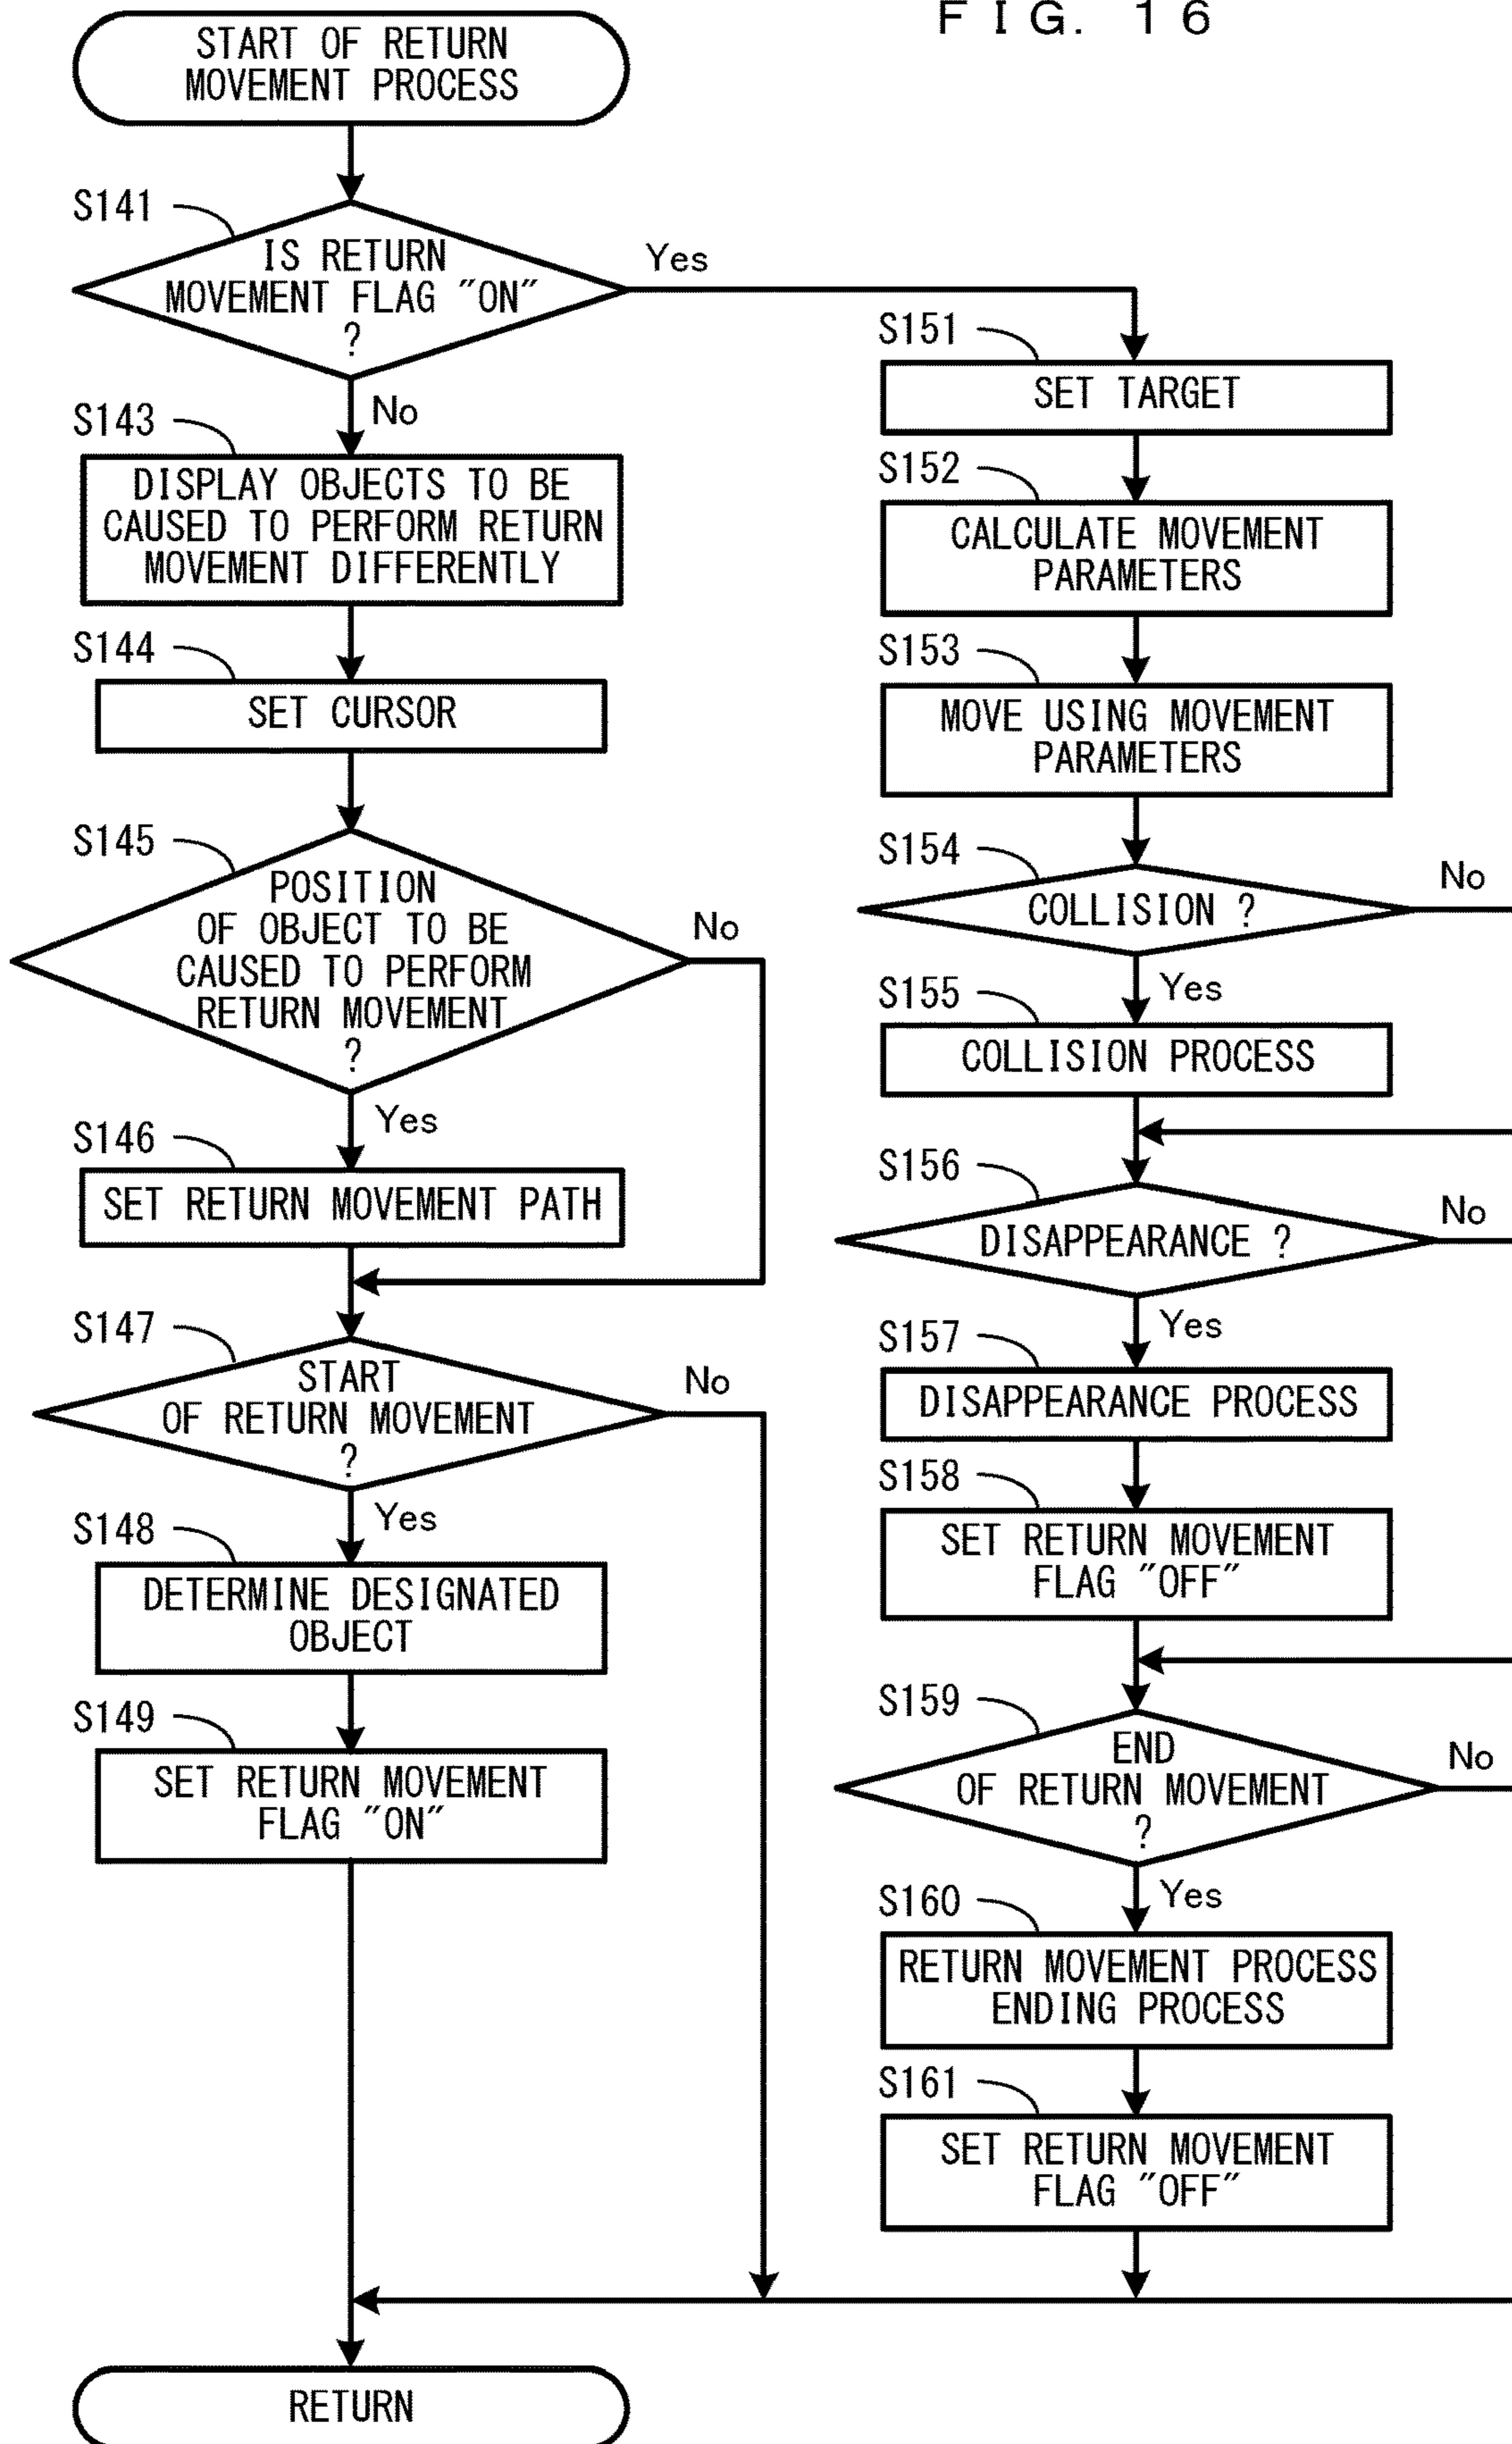 FIG. 16
START OF RETURN
MOVEMENT PROCESS
S141
IS RETURN
MOVEMENT FLAG "ON"
?
Yes
No
S143
DISPLAY OBJECTS TO BE
CAUSED TO PERFORM RETURN
MOVEMENT DIFFERENTLY
S144
SET CURSOR
S145
POSITION
OF OBJECT TO BE
CAUSED TO PERFORM
RETURN MOVEMENT
?
No
Yes
S146
SET RETURN MOVEMENT PATH
S147
START
OF RETURN MOVEMENT
?
No
Yes
S148
DETERMINE DESIGNATED
OBJECT
S149
SET RETURN MOVEMENT
FLAG "ON"
S151
SET TARGET
S152
CALCULATE MOVEMENT
PARAMETERS
S153
MOVE USING MOVEMENT
PARAMETERS
S154
COLLISION ?
No
Yes
S155
COLLISION PROCESS
S156
DISAPPEARANCE ?
No
Yes
S157
DISAPPEARANCE PROCESS
S158
SET RETURN MOVEMENT
FLAG "OFF"
S159
END
OF RETURN MOVEMENT
?
No
Yes
S160
RETURN MOVEMENT PROCESS
ENDING PROCESS
S161
SET RETURN MOVEMENT
FLAG "OFF"
RETURN